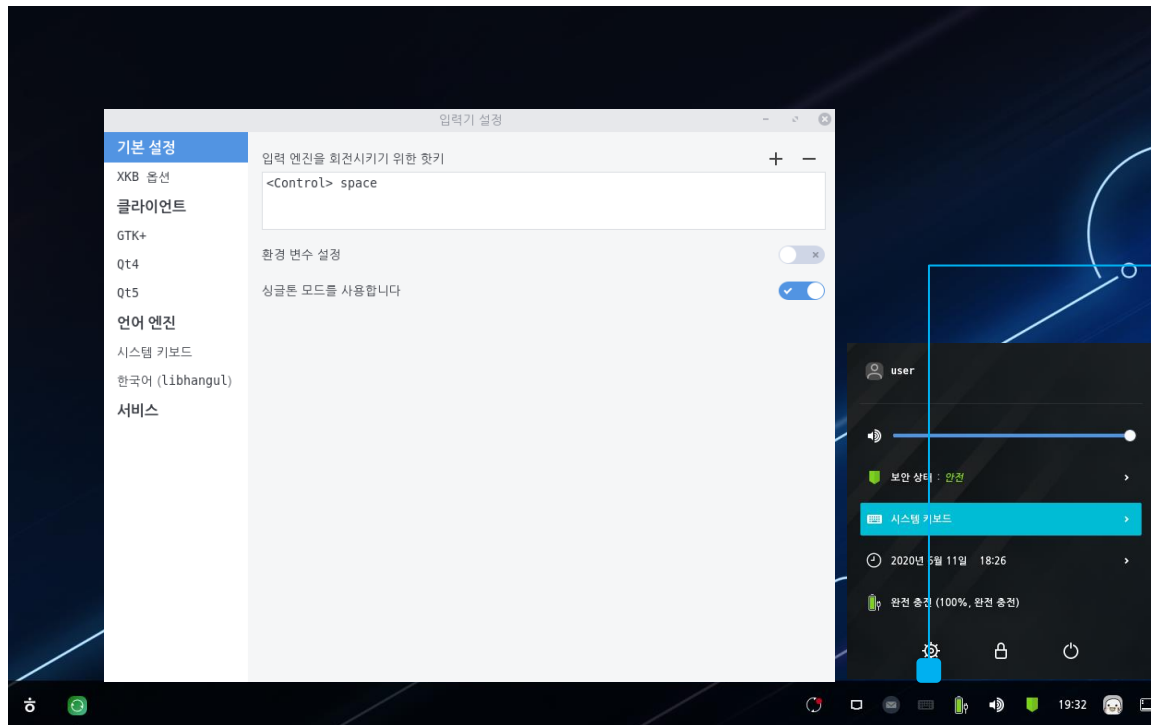 입력기 설정
기본 설정
XKB 옵션
클라이언트
GTK+
Qt4
Qt5
언어 엔진
시스템 키보드
한국어 (libhangul)
서비스
입력 엔진을 회전시키기 위한 핫키
<Control> space
환경 변수 설정
싱글톤 모드를 사용합니다
user
보안 상태 : 안전
시스템 키보드
2020년 6월 11일 18:26
완전 충전 (100%, 완전 충전)
19:32